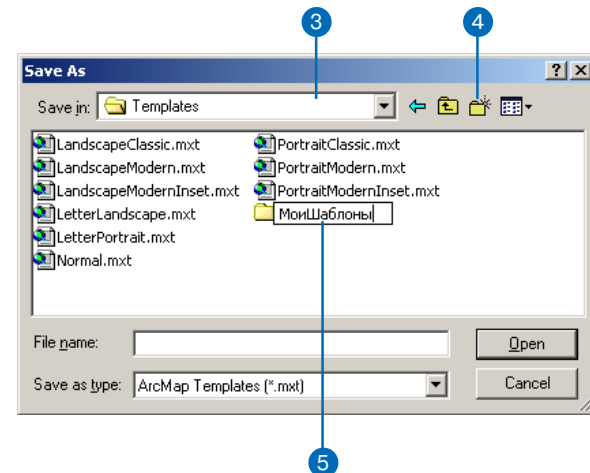 3 4
Save As
Save in: Templates
LandscapeClassic.mxt PortraitClassic.mxt
LandscapeModern.mxt PortraitModern.mxt
LandscapeModernInset.mxt PortraitModernInset.mxt
LetterLandscape.mxt МоиШаблоны
LetterPortrait.mxt
Normal.mxt
File name: Open
Save as type: ArcMap Templates (*.mxt) Cancel
5